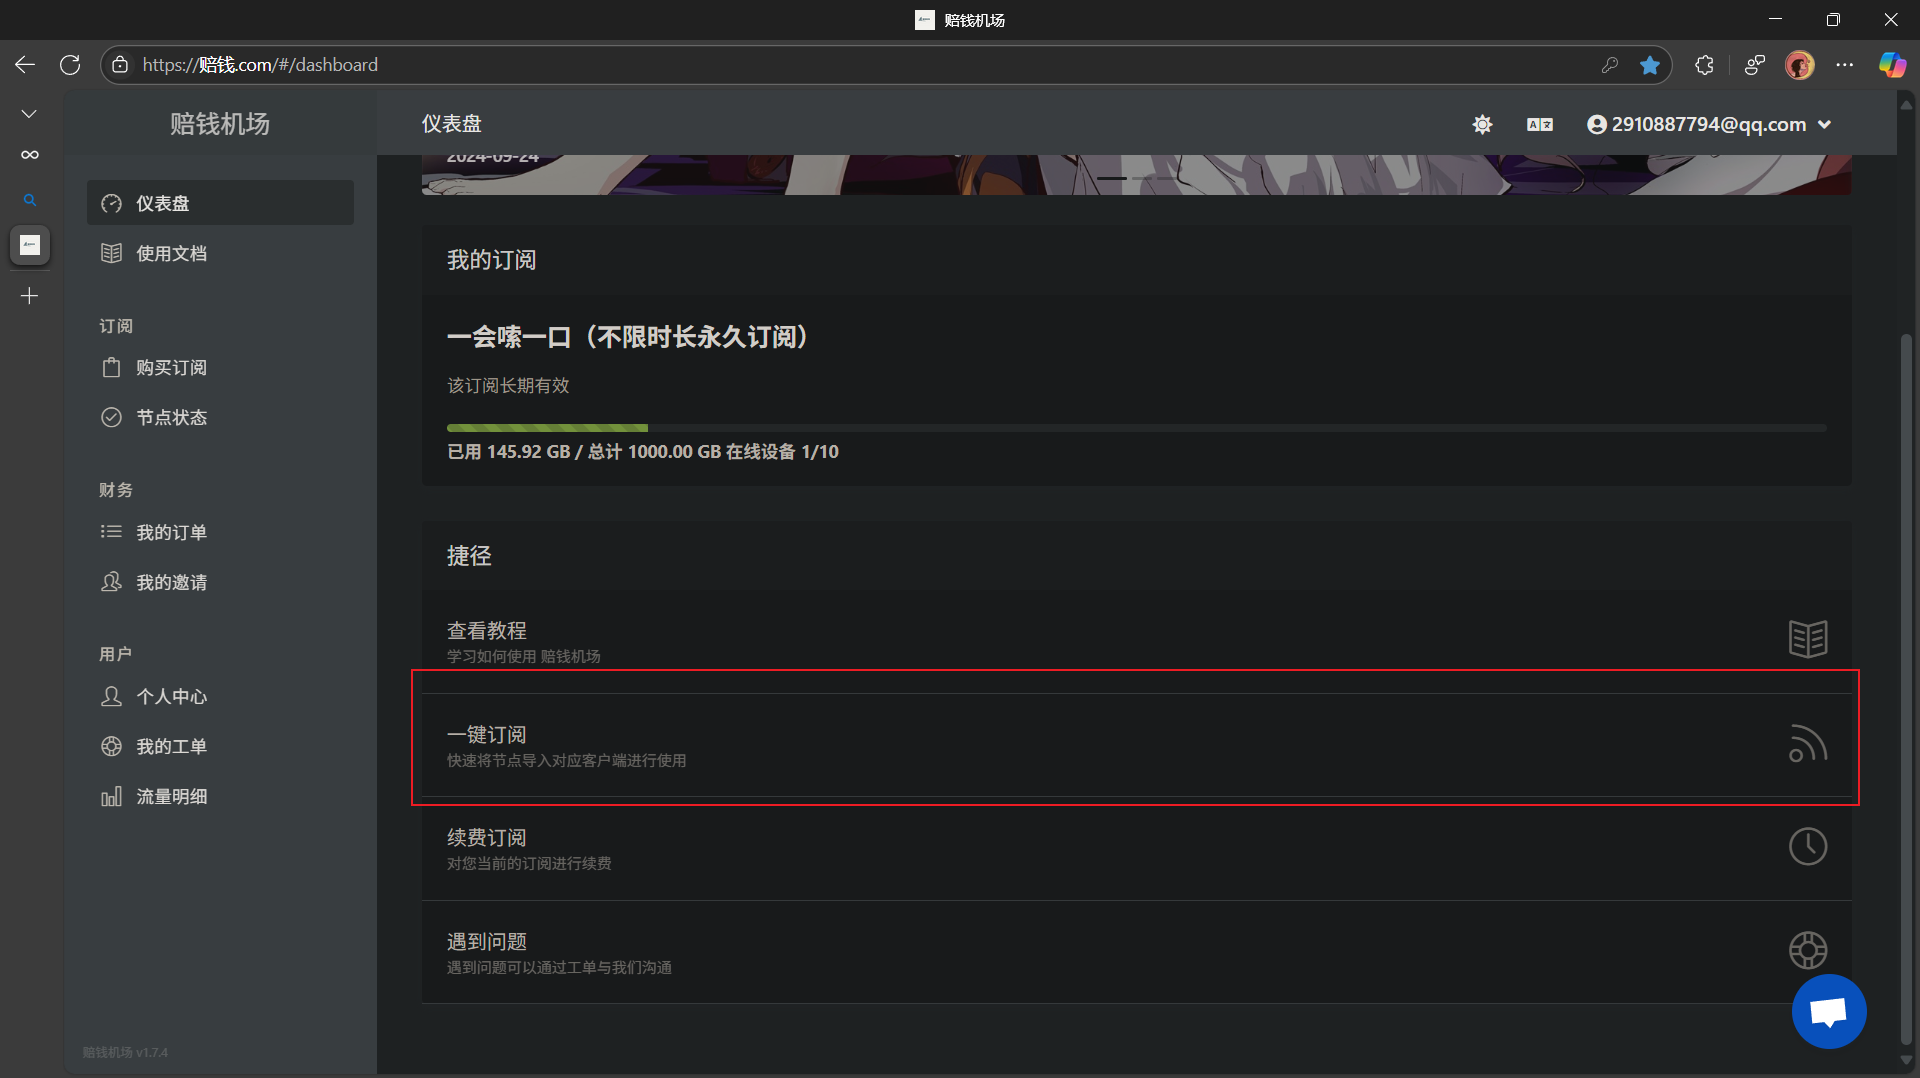 赔钱机场
https://赔钱.com/#/dashboard
赔钱机场
仪表盘
2910887794@qq.com
2024-09-24
仪表盘
使用文档
订阅
购买订阅
节点状态
财务
我的订单
我的邀请
用户
个人中心
我的工单
流量明细
赔钱机场 v1.7.4
我的订阅
一会嗦一口（不限时长永久订阅）
该订阅长期有效
已用 145.92 GB / 总计 1000.00 GB 在线设备 1/10
捷径
查看教程
学习如何使用 赔钱机场
一键订阅
快速将节点导入对应客户端进行使用
续费订阅
对您当前的订阅进行续费
遇到问题
遇到问题可以通过工单与我们沟通